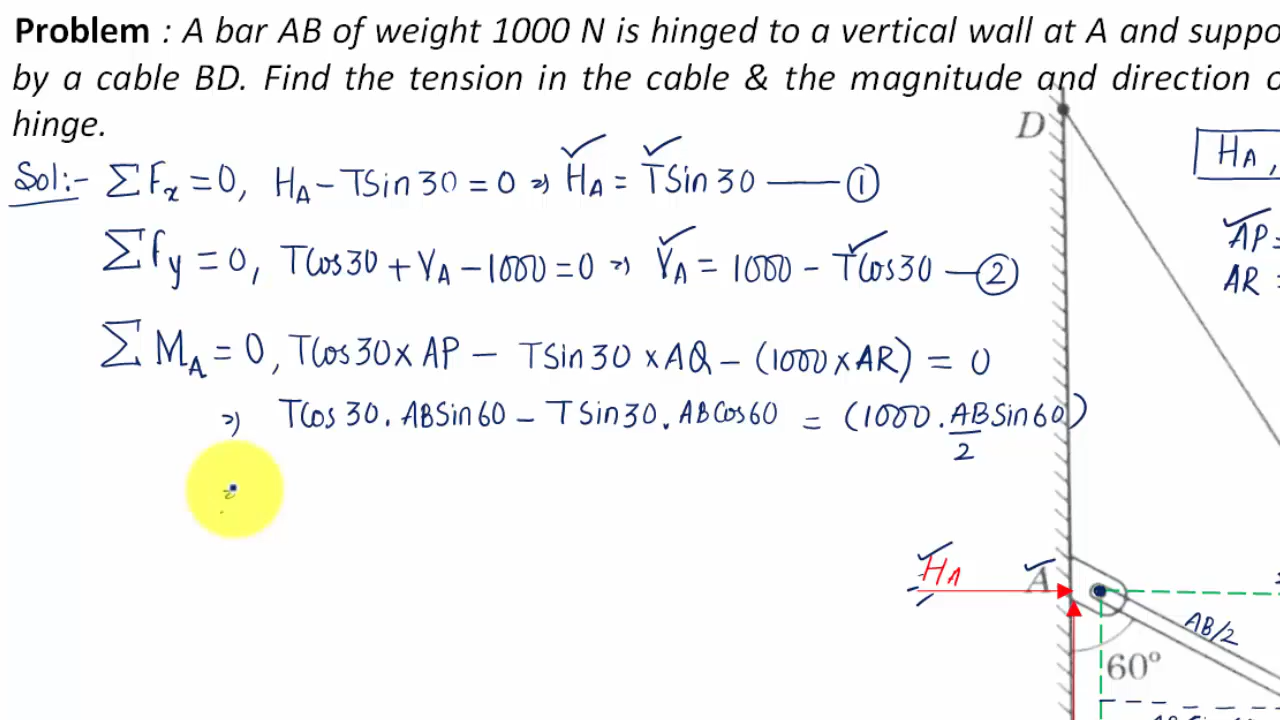 Problem : A bar AB of weight 1000 N is hinged to a vertical wall at A and suppo
by a cable BD. Find the tension in the cable & the magnitude and direction o
hinge.
D
Sol:- ΣFx=0, HA-TSin30=0 ⇒ HA = TSin30 —— ①
HA,
ΣFy=0, TCos30+VA-1000=0 ⇒ VA = 1000 - TCos30 — ②
AP=
AR =
ΣMA=0, TCos30×AP - TSin30×AQ - (1000×AR) = 0
⇒ TCos30.ABSin60 - TSin30.ABCos60 = (1000.AB/2 Sin60)
HA
A
AB/2
60°